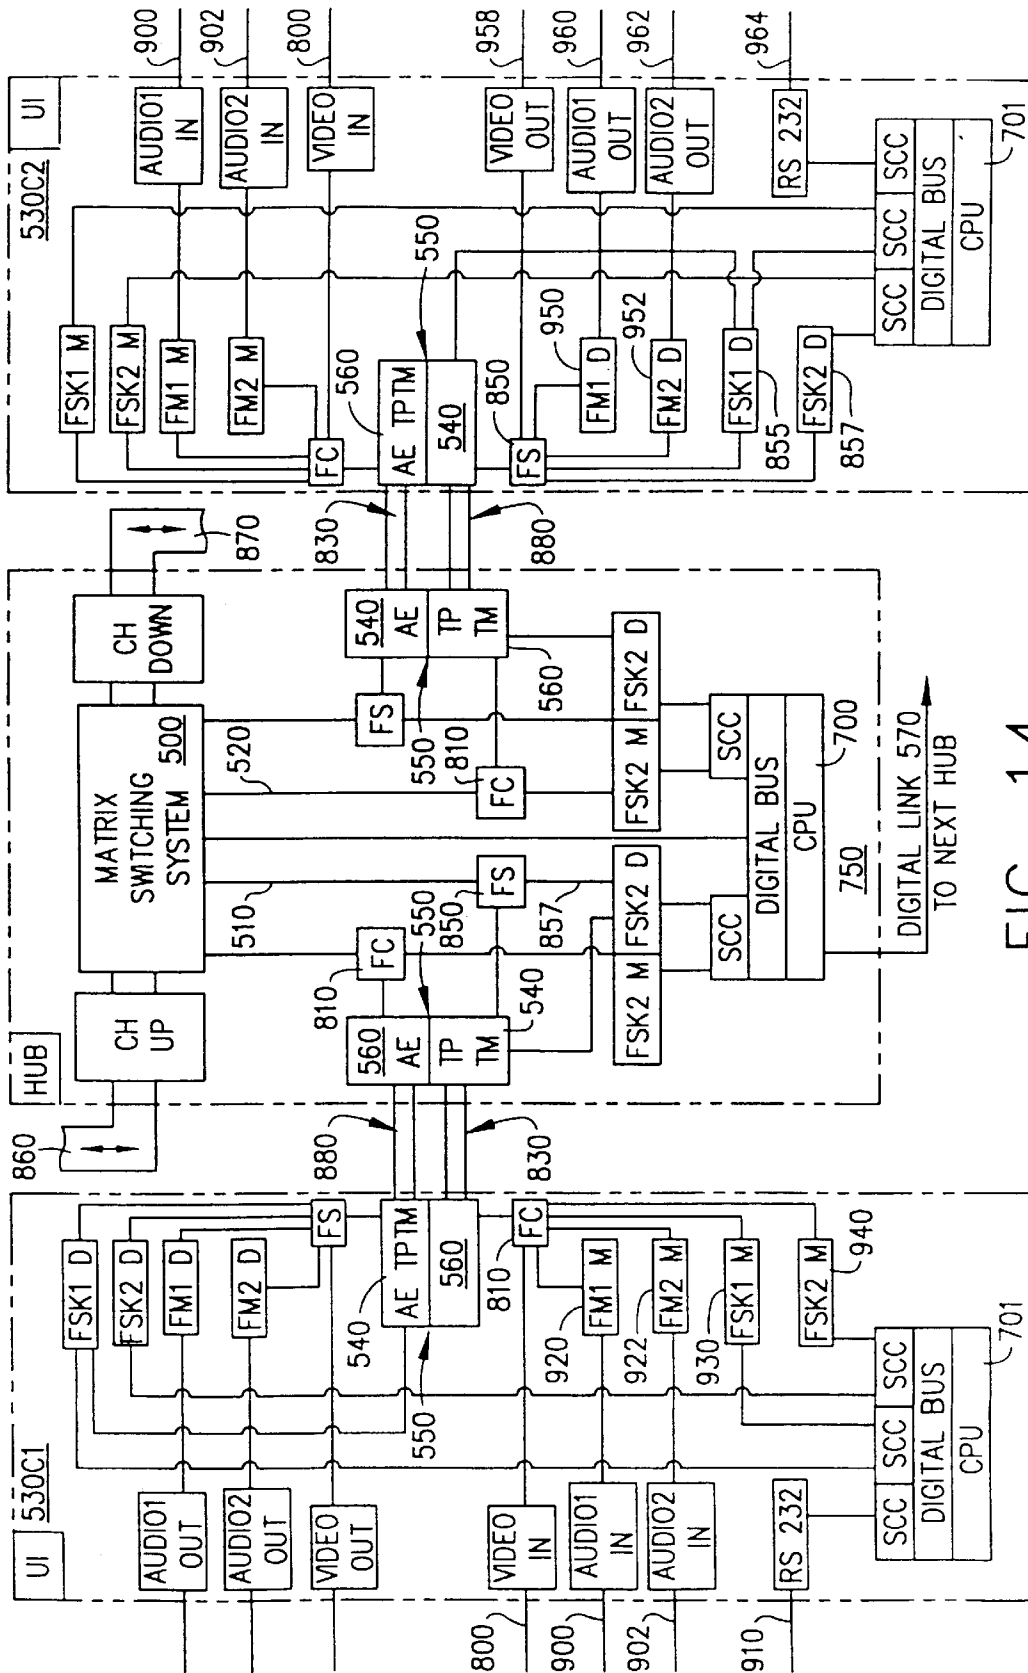 UI
530C1
AUDIO1
OUT
AUDIO2
OUT
VIDEO
OUT
VIDEO
IN
AUDIO1
IN
AUDIO2
IN
RS 232
800
900
902
910
FSK1 D
FSK2 D
FM1 D
FM2 D
FS
540
AE TPTM
560
550
810
FC
920
FM1 M
922
FM2 M
930
FSK1 M
FSK2 M
940
SCC
SCC
SCC
DIGITAL BUS
CPU
701
860
880
830
HUB
CH
UP
MATRIX
SWITCHING
SYSTEM
500
CH
DOWN
870
510
520
810
FC
560
AE
TP
TM
550
540
850
FS
857
FSK2 M
FSK2 D
SCC
FS
540
AE
TP
TM
550
560
810
FC
FSK2 M
FSK2 D
SCC
DIGITAL BUS
CPU
700
750
DIGITAL LINK 570
TO NEXT HUB
830
880
UI
530C2
FSK1 M
FSK2 M
FM1 M
FM2 M
FC
560
AE TPTM
540
550
850
FS
950
FM1 D
952
FM2 D
FSK1 D
855
FSK2 D
857
AUDIO1
IN
AUDIO2
IN
VIDEO
IN
VIDEO
OUT
AUDIO1
OUT
AUDIO2
OUT
RS 232
900
902
800
958
960
962
964
SCC
SCC
SCC
DIGITAL BUS
CPU
701
FIG. 14